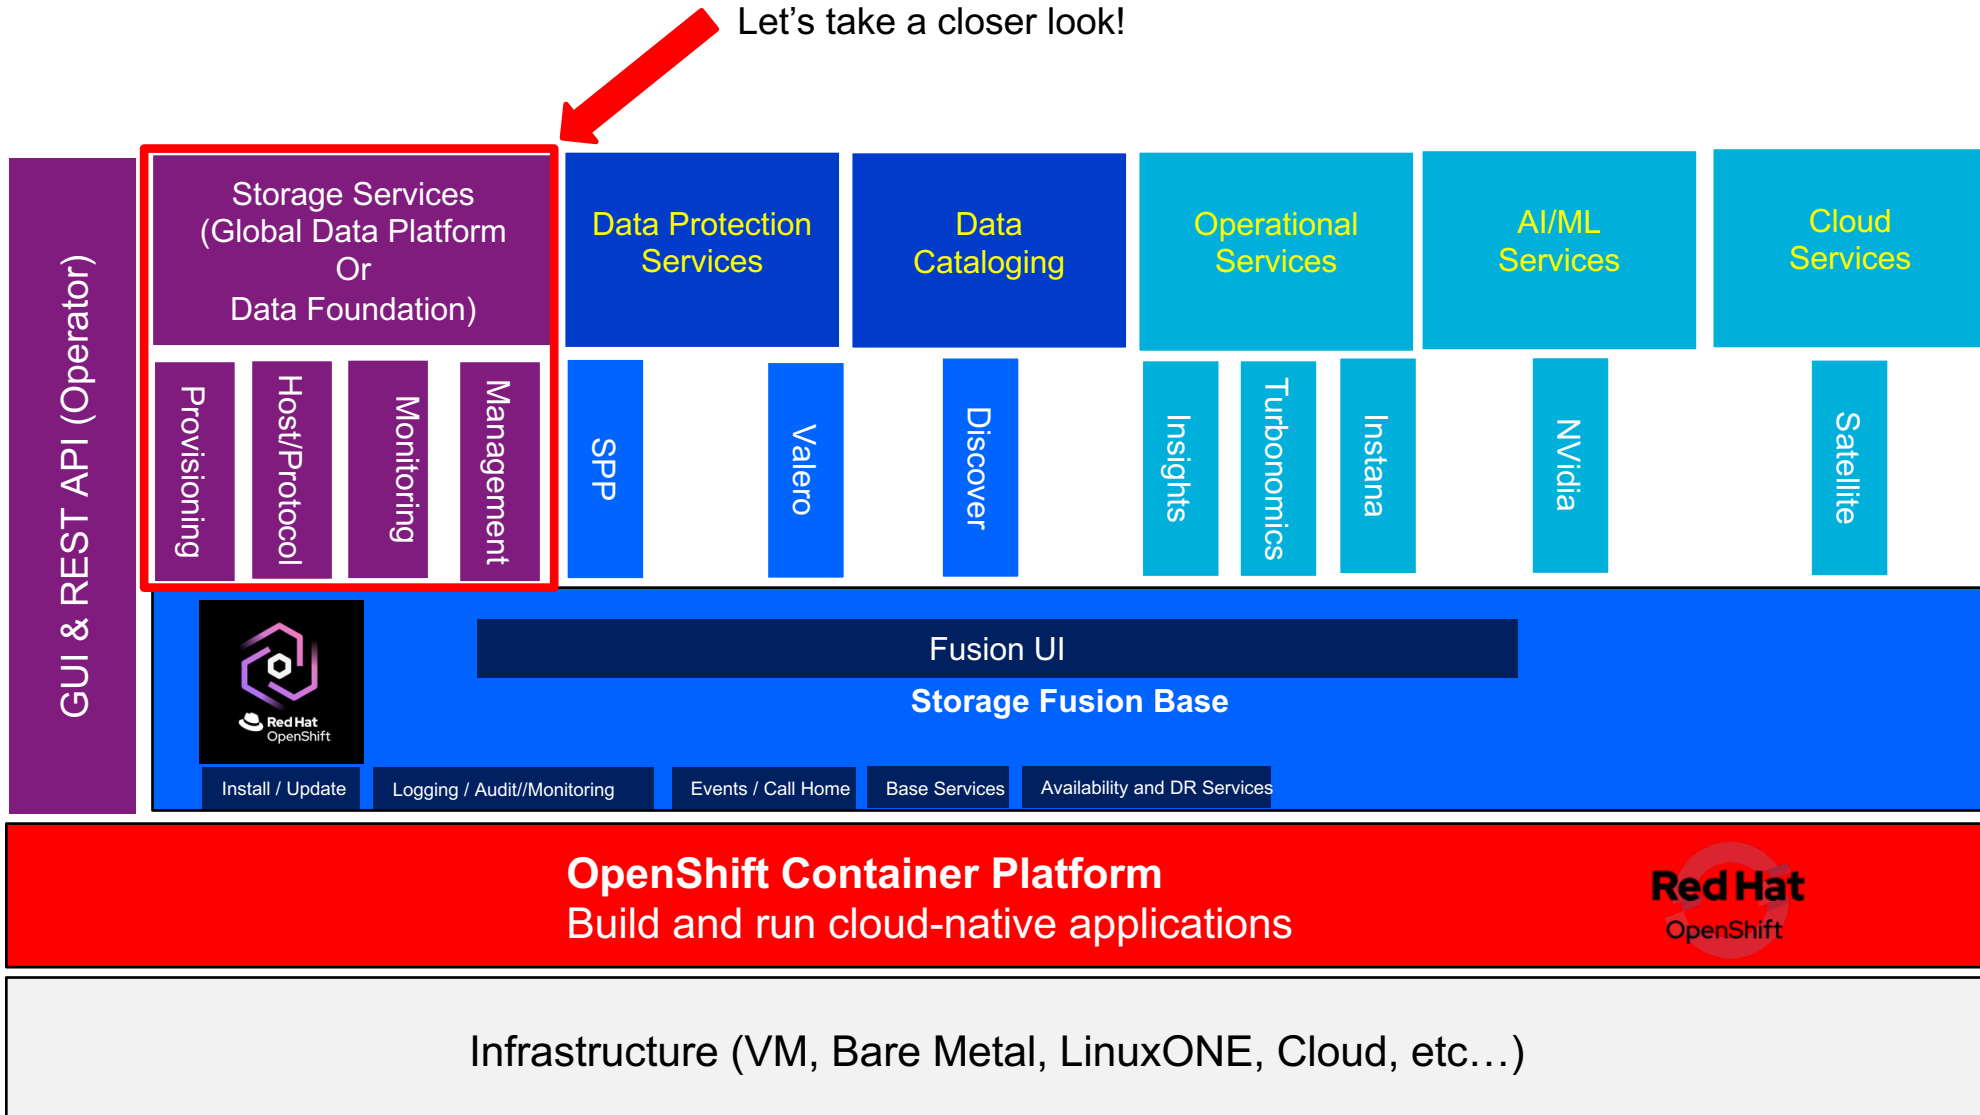 Let’s take a closer look!
GUI & REST API (Operator)
Storage Services
(Global Data Platform
Or
Data Foundation)
Data Protection
Services
Data
Cataloging
Operational
Services
AI/ML
Services
Cloud
Services
Provisioning
Host/Protocol
Monitoring
Management
SPP
Valero
Discover
Insights
Turbonomics
Instana
NVidia
Satellite
Red Hat
OpenShift
Fusion UI
Storage Fusion Base
Install / Update
Logging / Audit//Monitoring
Events / Call Home
Base Services
Availability and DR Services
OpenShift Container Platform
Build and run cloud-native applications
Red Hat
OpenShift
Infrastructure (VM, Bare Metal, LinuxONE, Cloud, etc…)